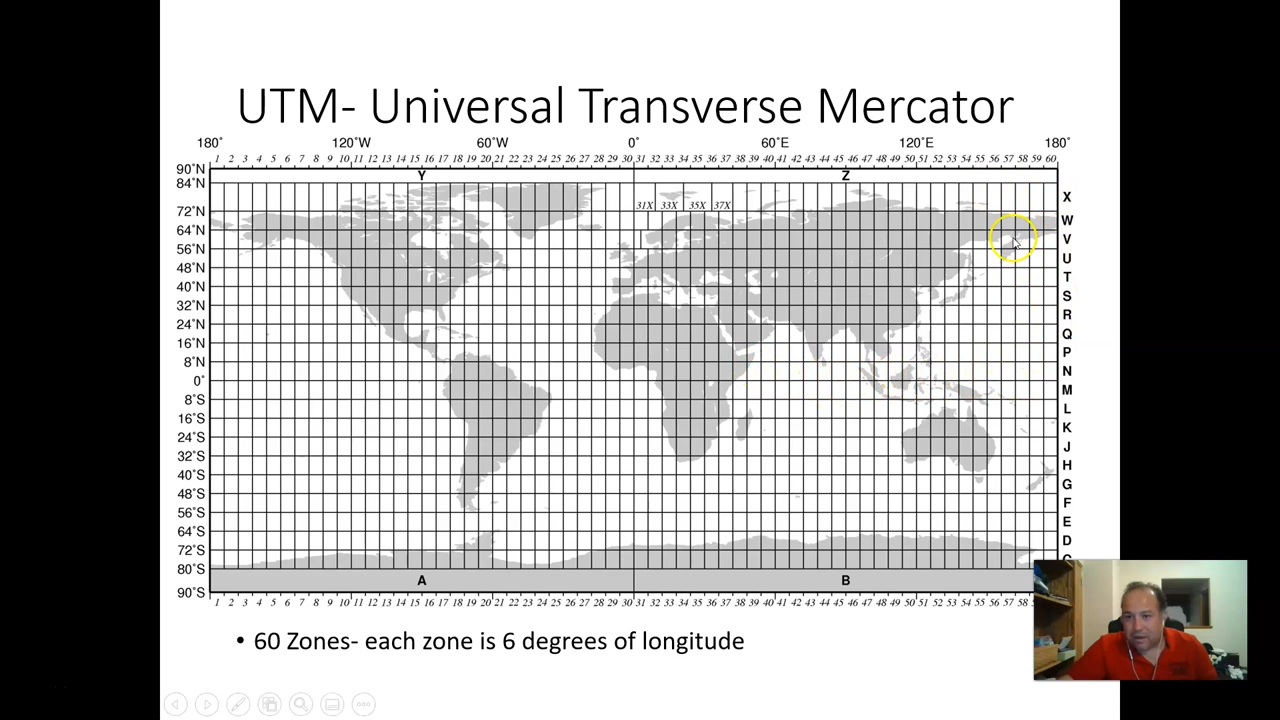 UTM- Universal Transverse Mercator
180° 120°W 60°W 0° 60°E 120°E 180°
1 2 3 4 5 6 7 8 9 10 11 12 13 14 15 16 17 18 19 20 21 22 23 24 25 26 27 28 29 30 31 32 33 34 35 36 37 38 39 40 41 42 43 44 45 46 47 48 49 50 51 52 53 54 55 56 57 58 59 60
90°N Y Z
84°N
X
31X 33X 35X 37X
72°N
W
64°N
V
56°N
U
48°N
T
40°N
S
32°N
R
24°N
Q
16°N
P
8°N
N
0°
M
8°S
L
16°S
K
24°S
J
32°S
H
40°S
G
48°S
F
56°S
E
64°S
D
72°S
80°S
A B
90°S
1 2 3 4 5 6 7 8 9 10 11 12 13 14 15 16 17 18 19 20 21 22 23 24 25 26 27 28 29 30 31 32 33 34 35 36 37 38 39 40 41 42 43 44 45 46 47 48 49 50 51 52 53 54 55 56 57 58
• 60 Zones- each zone is 6 degrees of longitude